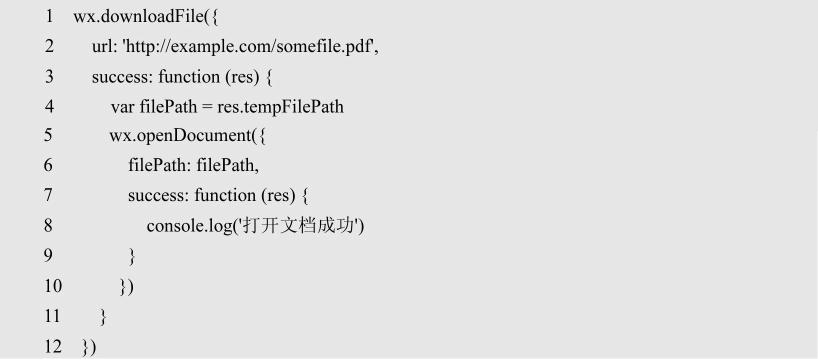 1 wx.downloadFile({
2 url: 'http://example.com/somefile.pdf',
3 success: function (res) {
4 var filePath = res.tempFilePath
5 wx.openDocument({
6 filePath: filePath,
7 success: function (res) {
8 console.log('打开文档成功')
9 }
10 })
11 }
12 })